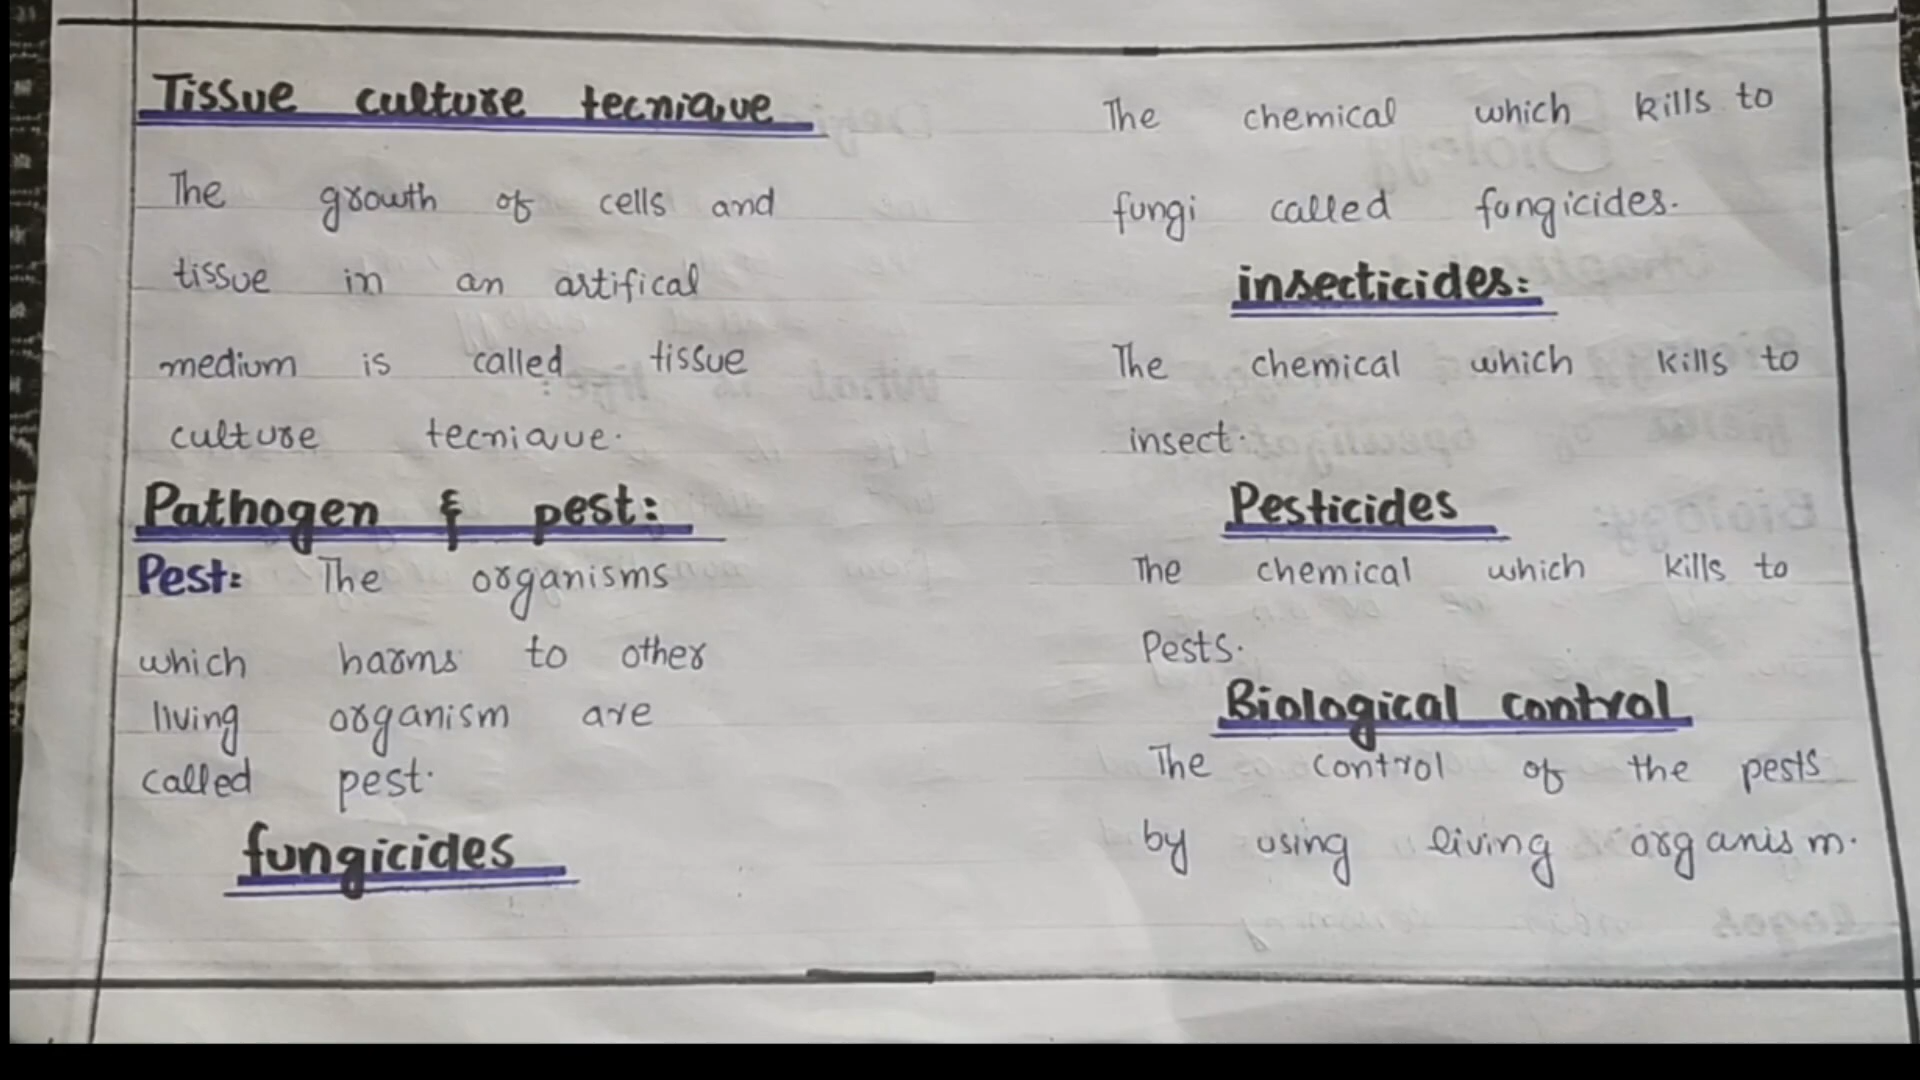 Tissue culture tecniqve
The growth of cells and
tissue in an artifical
medium is called tissue
culture tecniqve.
Pathogen & pest:
Pest: The organisms
which harms to other
living organism are
called pest.
fungicides
The chemical which kills to
fungi called fungicides.
insecticides:
The chemical which kills to
insect.
Pesticides
The chemical which kills to
Pests.
Biological control
The control of the pests
by using living organism.